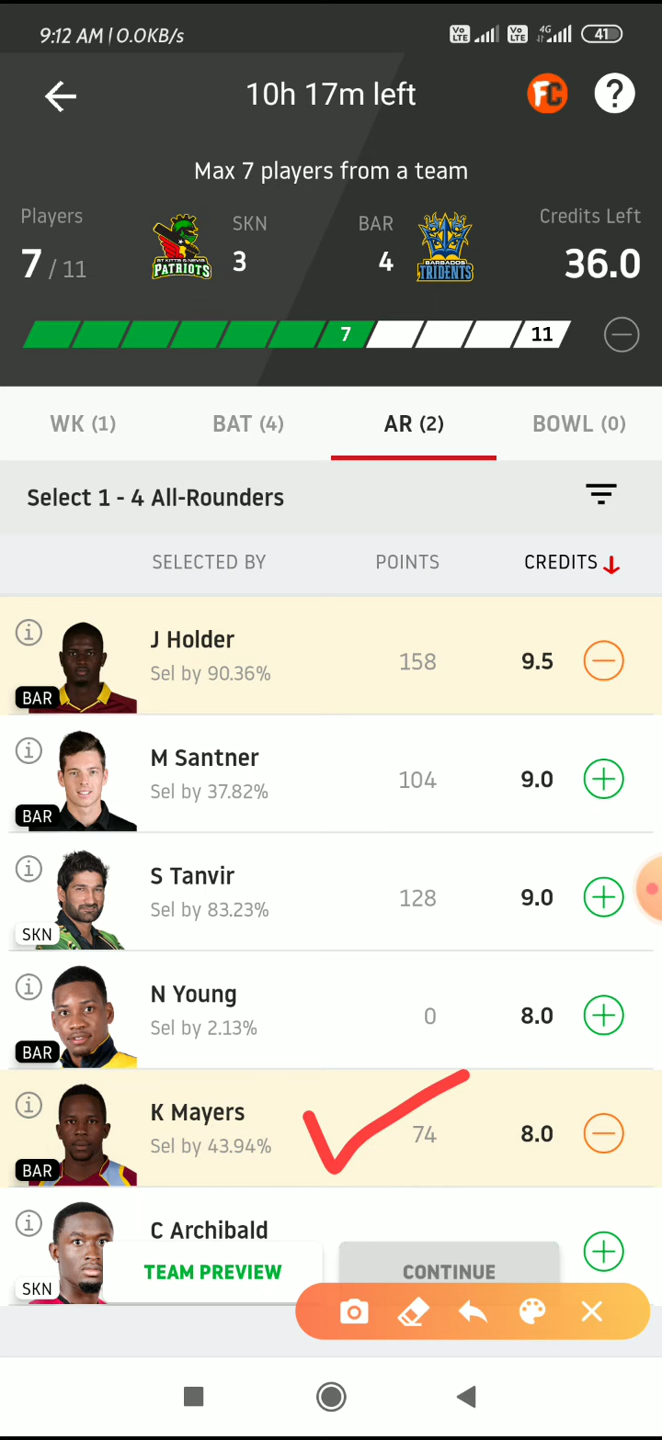 9:12 AM | 0.0KB/s
Vo LTE Vo LTE 4G 41
10h 17m left
FC ?
Max 7 players from a team
Players SKN BAR Credits Left
7 / 11 3 4 36.0
PATRIOTS TRIDENTS
7 11
WK (1) BAT (4) AR (2) BOWL (0)
Select 1 - 4 All-Rounders
SELECTED BY POINTS CREDITS
J Holder
Sel by 90.36% 158 9.5
BAR
M Santner
Sel by 37.82% 104 9.0
BAR
S Tanvir
Sel by 83.23% 128 9.0
SKN
N Young
Sel by 2.13% 0 8.0
BAR
K Mayers
Sel by 43.94% 74 8.0
BAR
C Archibald
SKN
TEAM PREVIEW CONTINUE